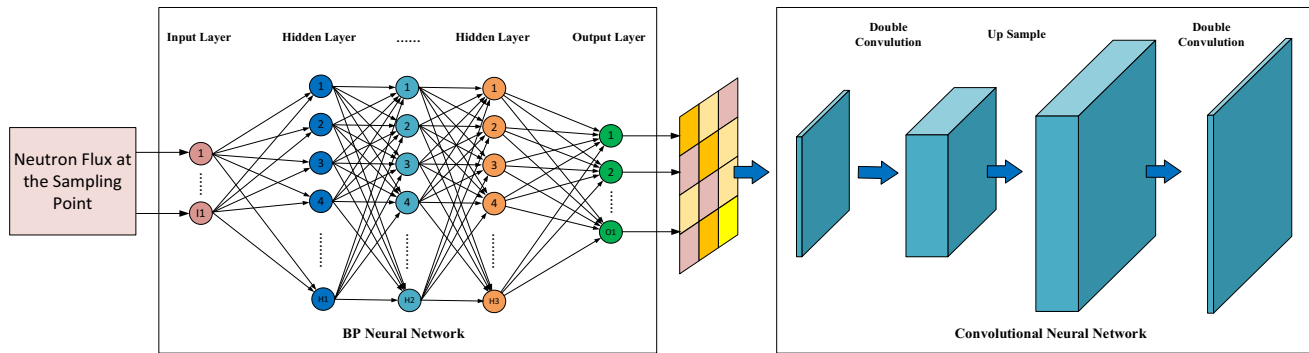 Neutron Flux at
the Sampling
Point
Input Layer
Hidden Layer
......
Hidden Layer
Output Layer
1
I1
1
2
3
4
H1
1
2
3
4
H2
1
2
3
4
H3
1
2
O1
BP Neural Network
Double
Convulution
Up Sample
Double
Convulution
Convolutional Neural Network